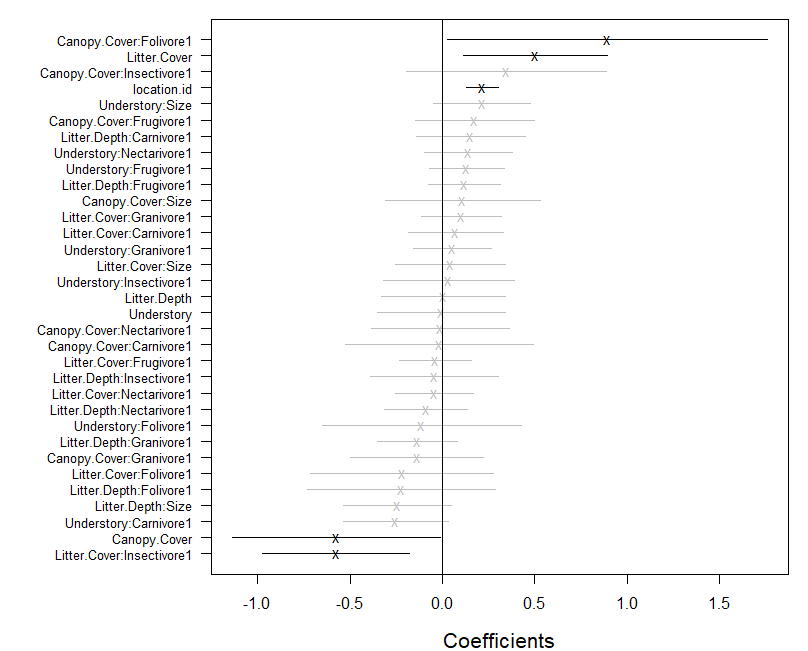 Canopy.Cover:Folivore1
Litter.Cover
Canopy.Cover:Insectivore1
location.id
Understory:Size
Canopy.Cover:Frugivore1
Litter.Depth:Carnivore1
Understory:Nectarivore1
Understory:Frugivore1
Litter.Depth:Frugivore1
Canopy.Cover:Size
Litter.Cover:Granivore1
Litter.Cover:Carnivore1
Understory:Granivore1
Litter.Cover:Size
Understory:Insectivore1
Litter.Depth
Understory
Canopy.Cover:Nectarivore1
Canopy.Cover:Carnivore1
Litter.Cover:Frugivore1
Litter.Depth:Insectivore1
Litter.Cover:Nectarivore1
Litter.Depth:Nectarivore1
Understory:Folivore1
Litter.Depth:Granivore1
Canopy.Cover:Granivore1
Litter.Cover:Folivore1
Litter.Depth:Folivore1
Litter.Depth:Size
Understory:Carnivore1
Canopy.Cover
Litter.Cover:Insectivore1
-1.0 -0.5 0.0 0.5 1.0 1.5
Coefficients